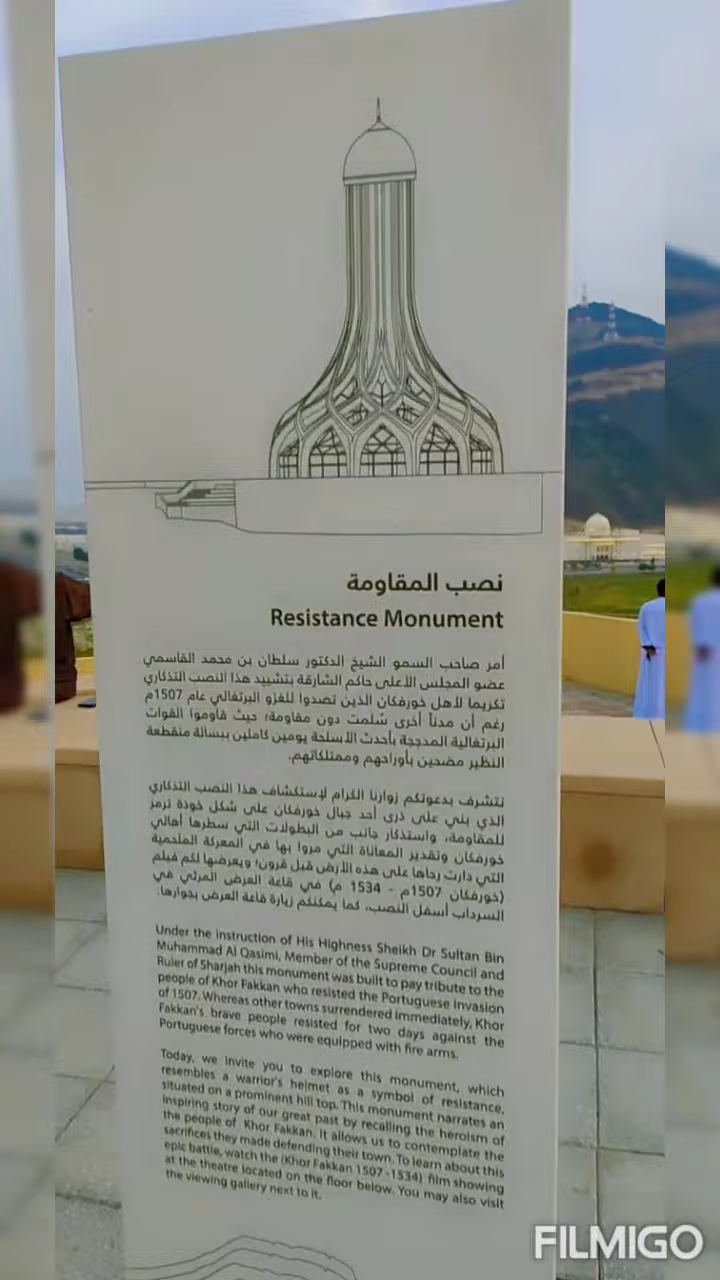 نصب المقاومة
Resistance Monument
أمر صاحب السمو الشيخ الدكتور سلطان بن محمد القاسمي
عضو المجلس الأعلى حاكم الشارقة بتشييد هذا النصب التذكاري
تكريما لأهل خورفكان الذين تصدوا للغزو البرتغالي عام 1507م
رغم أن مدناً أخرى سُلمت دون مقاومة؛ حيث قاوموا القوات
البرتغالية المدججة بأحدث الأسلحة يومين كاملين ببسالة منقطعة
النظير مضحين بأوراحهم وممتلكاتهم.
نتشرف بدعوتكم زوارنا الكرام لإستكشاف هذا النصب التذكاري
الذي بني على ذرى أحد جبال خورفكان على شكل خوذة ترمز
للمقاومة، واستذكار جانب من البطولات التي سطرها أهالي
خورفكان وتقدير المعاناة التي مروا بها في المعركة الملحمية
التي دارت رحاها على هذه الأرض قبل قرون؛ ويعرضها لكم فيلم
(خورفكان 1507م - 1534 م) في قاعة العرض المرئي في
السرداب أسفل النصب، كما يمكنكم زيارة قاعة العرض بجوارها.
Under the instruction of His Highness Sheikh Dr Sultan Bin
Muhammad Al Qasimi, Member of the Supreme Council and
Ruler of Sharjah this monument was built to pay tribute to the
people of Khor Fakkan who resisted the Portuguese invasion
of 1507. Whereas other towns surrendered immediately, Khor
Fakkan's brave people resisted for two days against the
Portuguese forces who were equipped with fire arms.
Today, we invite you to explore this monument, which
resembles a warrior's helmet as a symbol of resistance,
situated on a prominent hill top. This monument narrates an
inspiring story of our great past by recalling the heroism of
the people of Khor Fakkan. It allows us to contemplate the
sacrifices they made defending their town. To learn about this
epic battle, watch the (Khor Fakkan 1507 -1534) film showing
at the theatre located on the floor below. You may also visit
the viewing gallery next to it.
FILMIGO